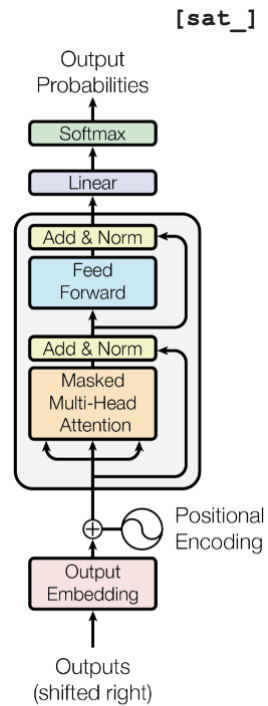 [sat_]
Output
Probabilities
Softmax
Linear
Add & Norm
Feed
Forward
Add & Norm
Masked
Multi-Head
Attention
Positional
Encoding
Output
Embedding
Outputs
(shifted right)